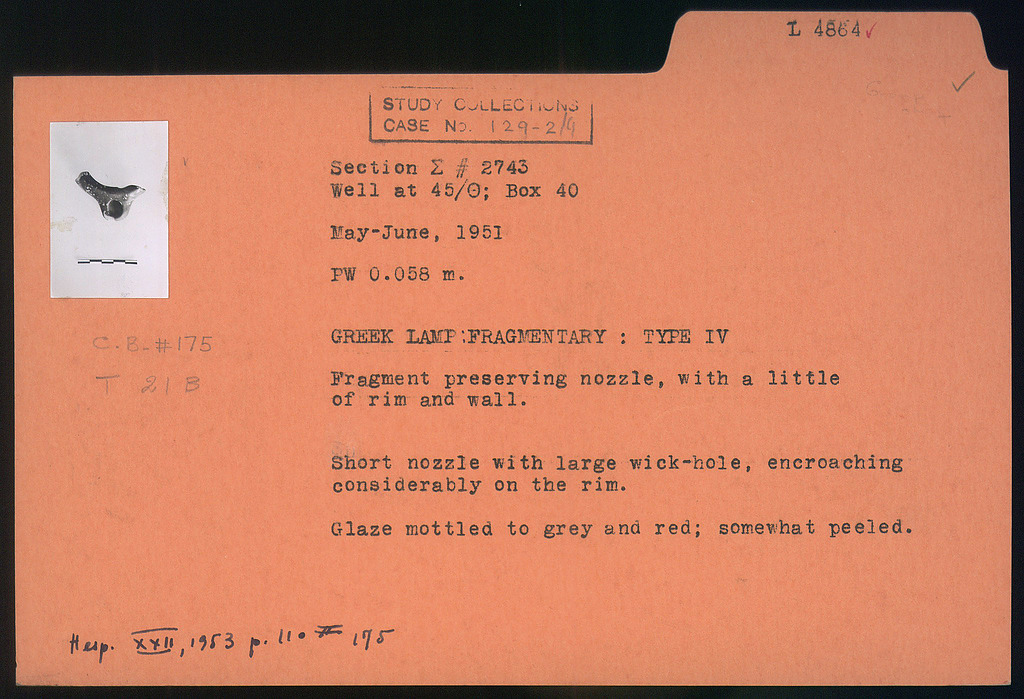 L 4864✓
✓
STUDY COLLECTIONS
CASE No. 129-2/4
Section Σ # 2743
Well at 45/Θ; Box 40
May-June, 1951
PW 0.058 m.
C.B.#175
T 21B
GREEK LAMP:FRAGMENTARY : TYPE IV
Fragment preserving nozzle, with a little
of rim and wall.
Short nozzle with large wick-hole, encroaching
considerably on the rim.
Glaze mottled to grey and red; somewhat peeled.
Hesp. XXII, 1953 p. 110 # 175